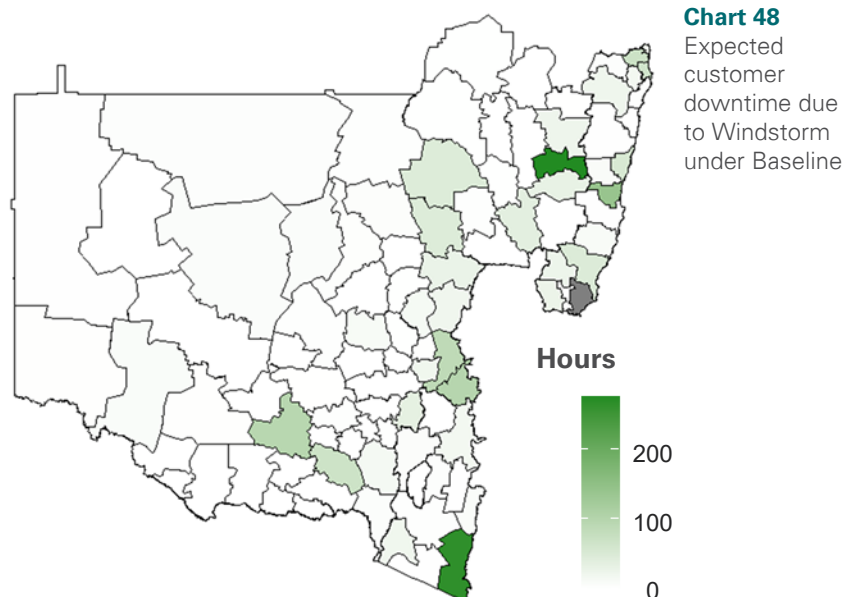 Chart 48
Expected
customer
downtime due
to Windstorm
under Baseline
Hours
200
100
0